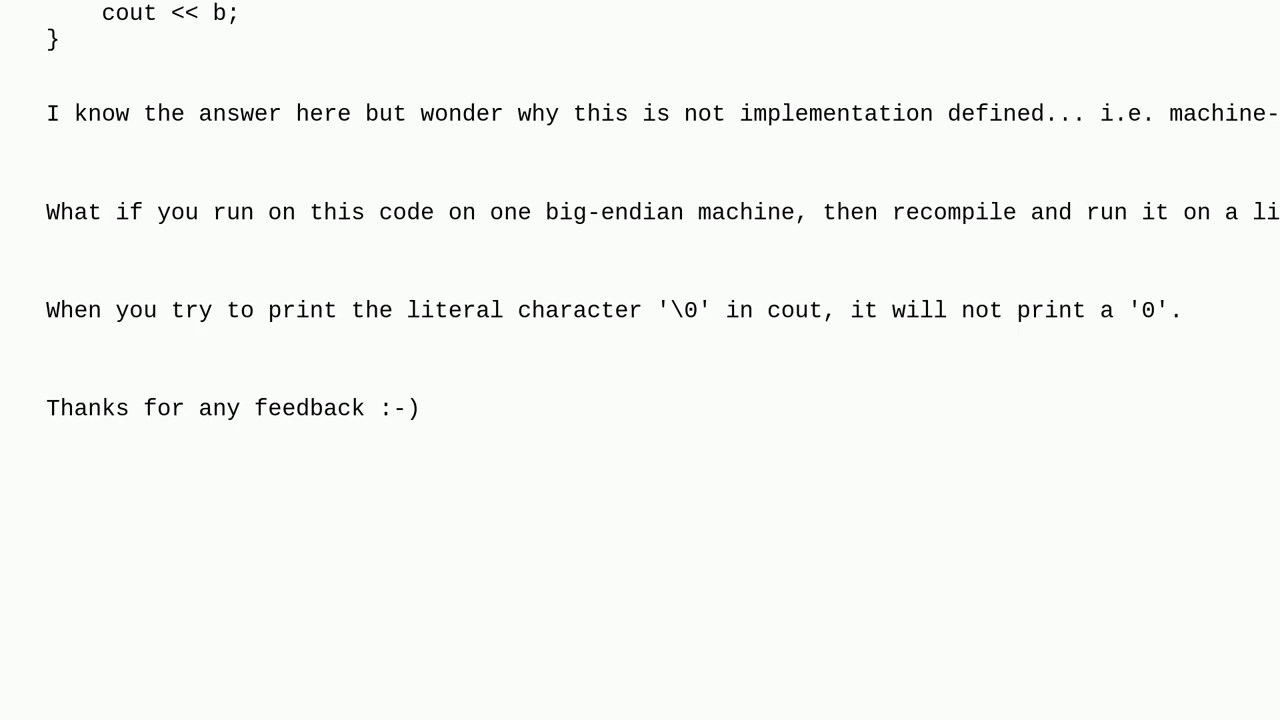 cout << b;
}
I know the answer here but wonder why this is not implementation defined... i.e. machine-
What if you run on this code on one big-endian machine, then recompile and run it on a li
When you try to print the literal character '\0' in cout, it will not print a '0'.
Thanks for any feedback :-)